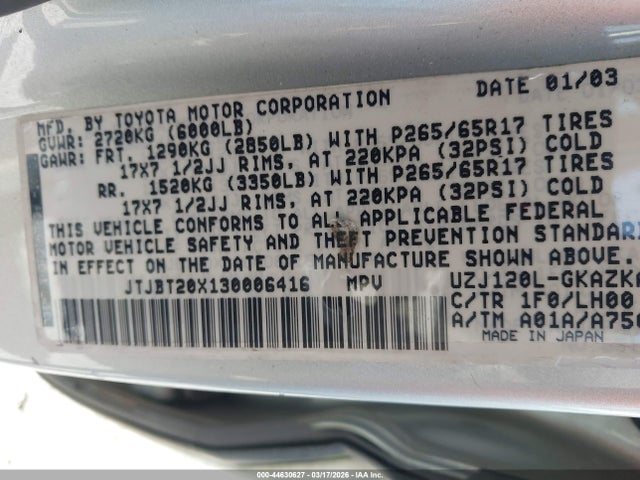 MFD. BY TOYOTA MOTOR CORPORATION DATE 01/03
GVWR: 2720KG (6000LB)
GAWR: FRT. 1290KG (2850LB) WITH P265/65R17 TIRES
17X7 1/2JJ RIMS, AT 220KPA (32PSI) COLD
RR. 1520KG (3350LB) WITH P265/65R17 TIRES
17X7 1/2JJ RIMS, AT 220KPA (32PSI) COLD
THIS VEHICLE CONFORMS TO ALL APPLICABLE FEDERAL
MOTOR VEHICLE SAFETY AND THEFT PREVENTION STANDAR
IN EFFECT ON THE DATE OF MANUFACTURE SHOWN ABOVE.
JTJBT20X130006416 MPV UZJ120L-GKAZKA
C/TR 1F0/LH00
A/TM A01A/A750
MADE IN JAPAN
000-44630627 - 03/17/2026 - IAA Inc.